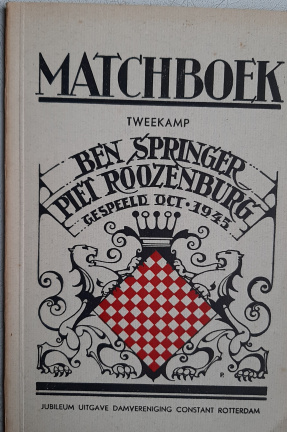 MATCHBOEK
TWEEKAMP
BEN SPRINGER
PIET ROOZENBURG
GESPEELD OCT. 1945
P.
JUBILEUM UITGAVE DAMVERENIGING CONSTANT ROTTERDAM